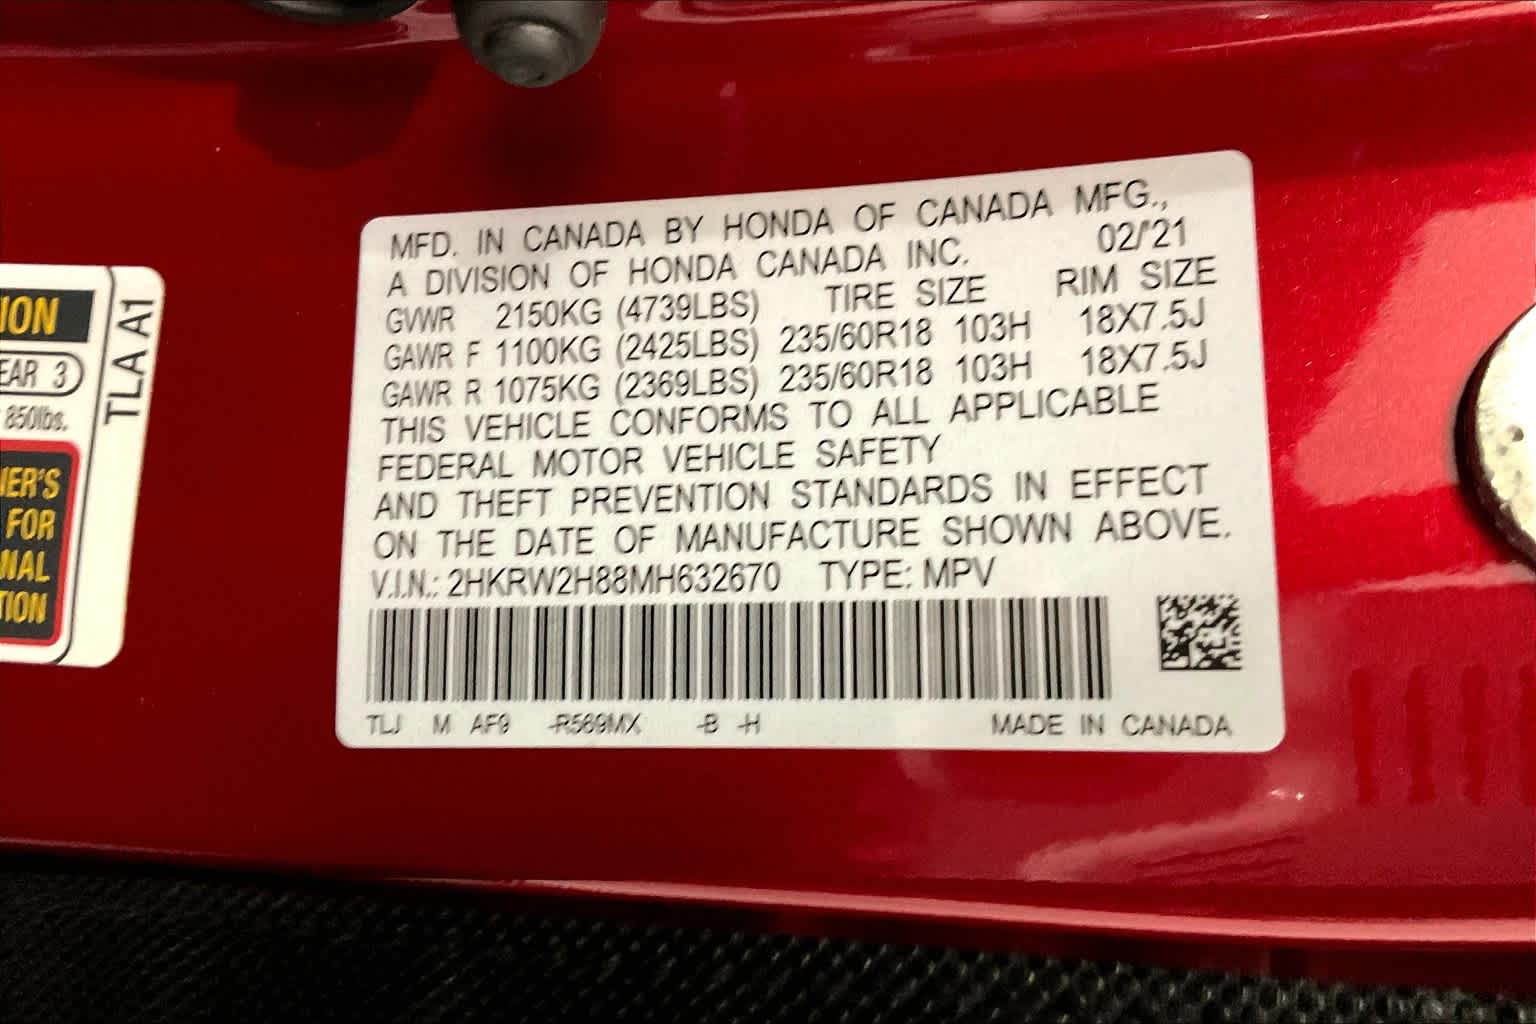 MFD. IN CANADA BY HONDA OF CANADA MFG.,
A DIVISION OF HONDA CANADA INC. 02/'21
GVWR 2150KG (4739LBS) TIRE SIZE RIM SIZE
GAWR F 1100KG (2425LBS) 235/60R18 103H 18X7.5J
GAWR R 1075KG (2369LBS) 235/60R18 103H 18X7.5J
THIS VEHICLE CONFORMS TO ALL APPLICABLE
FEDERAL MOTOR VEHICLE SAFETY
AND THEFT PREVENTION STANDARDS IN EFFECT
ON THE DATE OF MANUFACTURE SHOWN ABOVE.
V.I.N.: 2HKRW2H88MH632670 TYPE: MPV
TLJ M AF9 -R569MX -B -H MADE IN CANADA
ION
EAR 3
850lbs.
NER'S
FOR
NAL
TION
TLA A1